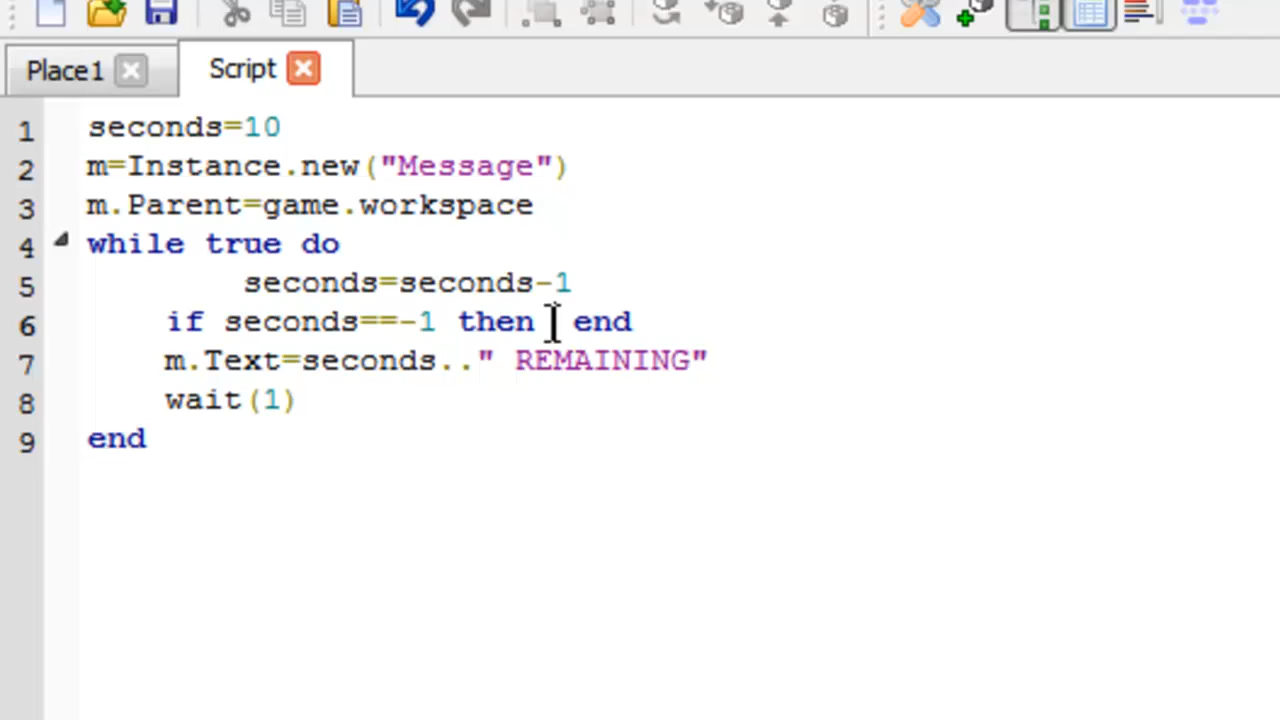 Place1
Script
1 seconds=10
2 m=Instance.new("Message")
3 m.Parent=game.workspace
4 while true do
5 seconds=seconds-1
6 if seconds==-1 then end
7 m.Text=seconds.." REMAINING"
8 wait(1)
9 end